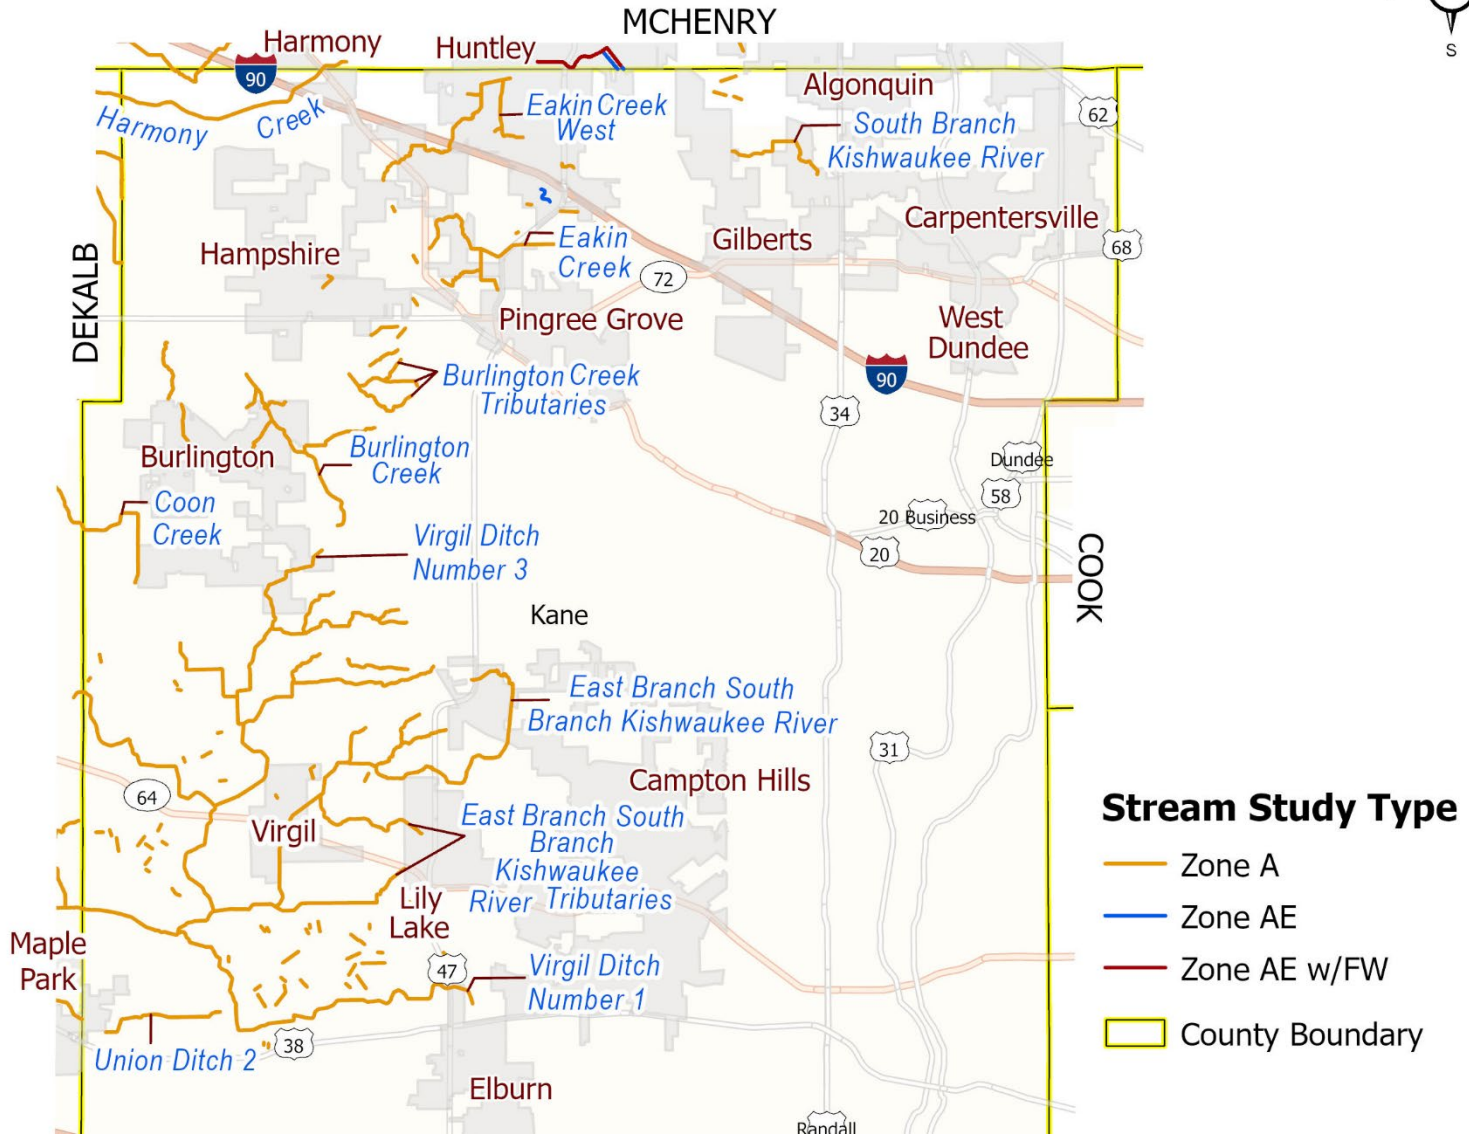 MCHENRY
S
Harmony
Huntley
90
Algonquin
62
Harmony Creek
Eakin Creek
West
South Branch
Kishwaukee River
DEKALB
Hampshire
Eakin
Creek
Gilberts
Carpentersville
68
72
Pingree Grove
West
Dundee
90
Burlington Creek
Tributaries
34
Burlington
Burlington
Creek
Dundee
58
Coon
Creek
20 Business
Virgil Ditch
Number 3
20
COOK
Kane
East Branch South
Branch Kishwaukee River
31
64
Campton Hills
Virgil
East Branch South
Branch
Kishwaukee
River Tributaries
Lily
Lake
Maple
Park
47
Virgil Ditch
Number 1
38
Union Ditch 2
Elburn
Randall
Stream Study Type
Zone A
Zone AE
Zone AE w/FW
County Boundary